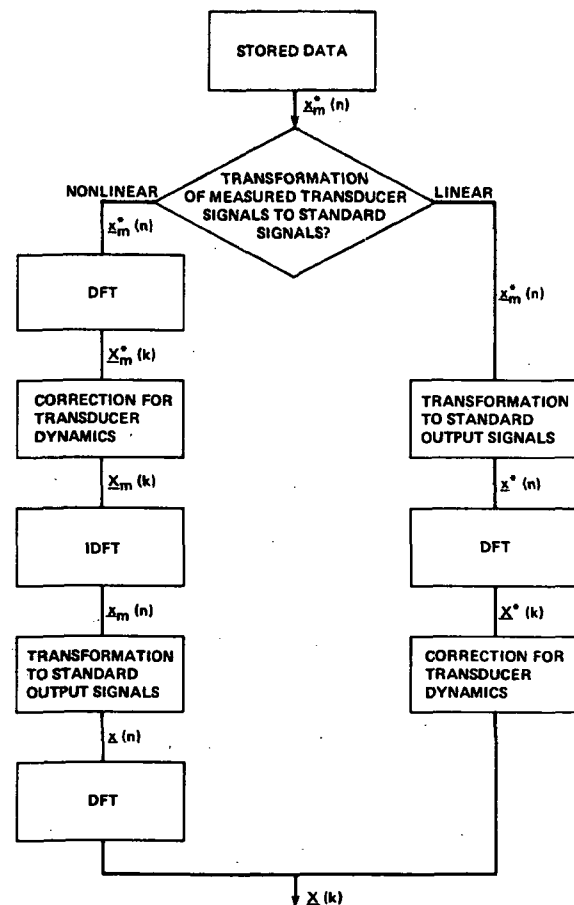 STORED DATA
x*m(n)
TRANSFORMATION
OF MEASURED TRANSDUCER
SIGNALS TO STANDARD
SIGNALS?
NONLINEAR
LINEAR
x*m(n)
DFT
X*m(k)
CORRECTION FOR
TRANSDUCER
DYNAMICS
Xm(k)
IDFT
xm(n)
TRANSFORMATION
TO STANDARD
OUTPUT SIGNALS
x(n)
DFT
x*m(n)
TRANSFORMATION
TO STANDARD
OUTPUT SIGNALS
x*(n)
DFT
X*(k)
CORRECTION FOR
TRANSDUCER
DYNAMICS
X(k)